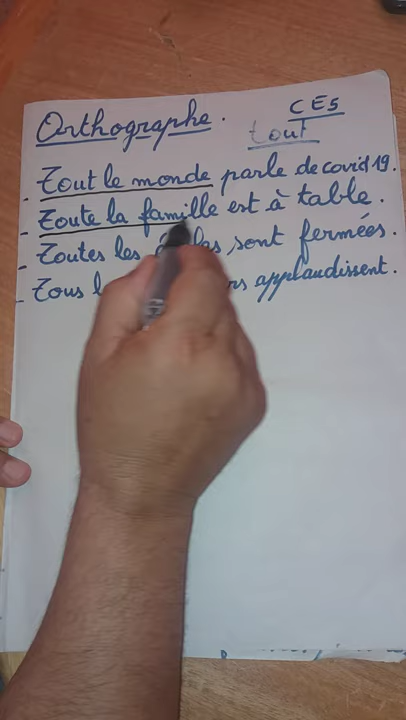 Orthographe.
CE5
tout
- Tout le monde parle de covid 19.
- Toute la famille est à table.
- Toutes les sont fermées.
- Tous applaudissent.